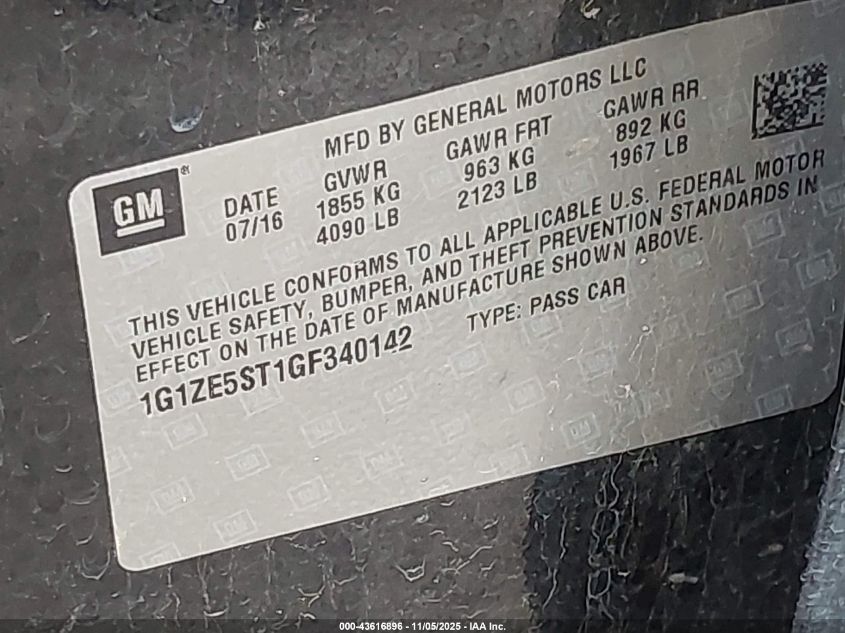 MFD BY GENERAL MOTORS LLC
GM ®
DATE GVWR GAWR FRT GAWR RR
07/16 1855 KG 963 KG 892 KG
4090 LB 2123 LB 1967 LB
THIS VEHICLE CONFORMS TO ALL APPLICABLE U.S. FEDERAL MOTOR
VEHICLE SAFETY, BUMPER, AND THEFT PREVENTION STANDARDS IN
EFFECT ON THE DATE OF MANUFACTURE SHOWN ABOVE.
1G1ZE5ST1GF340142 TYPE: PASS CAR
000-43616896 - 11/05/2025 - IAA Inc.